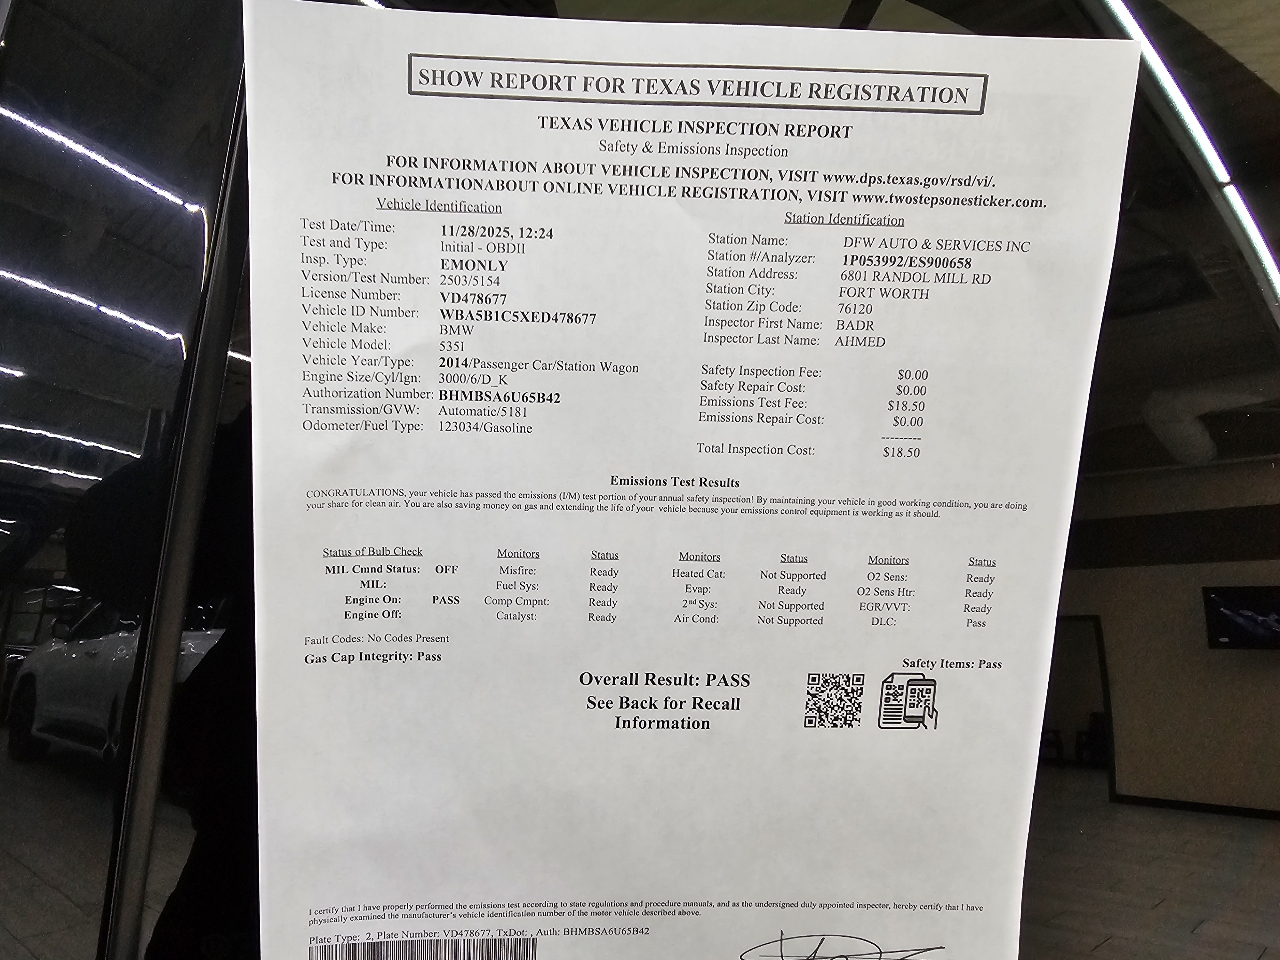 SHOW REPORT FOR TEXAS VEHICLE REGISTRATION
TEXAS VEHICLE INSPECTION REPORT
Safety & Emissions Inspection
FOR INFORMATION ABOUT VEHICLE INSPECTION, VISIT www.dps.texas.gov/rsd/vi/.
FOR INFORMATIONABOUT ONLINE VEHICLE REGISTRATION, VISIT www.twostepsonesticker.com.
Vehicle Identification
Test Date/Time: 11/28/2025, 12:24
Test and Type: Initial - OBDII
Insp. Type: EMONLY
Version/Test Number: 2503/5154
License Number: VD478677
Vehicle ID Number: WBA5B1C5XED478677
Vehicle Make: BMW
Vehicle Model: 535I
Vehicle Year/Type: 2014/Passenger Car/Station Wagon
Engine Size/Cyl/Ign: 3000/6/D_K
Authorization Number: BHMBSA6U65B42
Transmission/GVW: Automatic/5181
Odometer/Fuel Type: 123034/Gasoline
Station Identification
Station Name: DFW AUTO & SERVICES INC
Station #/Analyzer: 1P053992/ES900658
Station Address: 6801 RANDOL MILL RD
Station City: FORT WORTH
Station Zip Code: 76120
Inspector First Name: BADR
Inspector Last Name: AHMED
Safety Inspection Fee: $0.00
Safety Repair Cost: $0.00
Emissions Test Fee: $18.50
Emissions Repair Cost: $0.00
---------
Total Inspection Cost: $18.50
Emissions Test Results
CONGRATULATIONS, your vehicle has passed the emissions (I/M) test portion of your annual safety inspection! By maintaining your vehicle in good working condition, you are doing
your share for clean air. You are also saving money on gas and extending the life of your vehicle because your emissions control equipment is working as it should.
Status of Bulb Check Monitors Status Monitors Status Monitors Status
MIL Cmnd Status: OFF Misfire: Ready Heated Cat: Not Supported O2 Sens: Ready
MIL: Fuel Sys: Ready Evap: Ready O2 Sens Htr: Ready
Engine On: PASS Comp Cmpnt: Ready 2nd Sys: Not Supported EGR/VVT: Ready
Engine Off: Catalyst: Ready Air Cond: Not Supported DLC: Pass
Fault Codes: No Codes Present
Gas Cap Integrity: Pass
Safety Items: Pass
Overall Result: PASS
See Back for Recall
Information
I certify that I have properly performed the emissions test according to state regulations and procedure manuals, and as the undersigned duly appointed inspector, hereby certify that I have
physically examined the manufacturer's vehicle identification number of the motor vehicle described above.
Plate Type: 2, Plate Number: VD478677, TxDot: , Auth: BHMBSA6U65B42